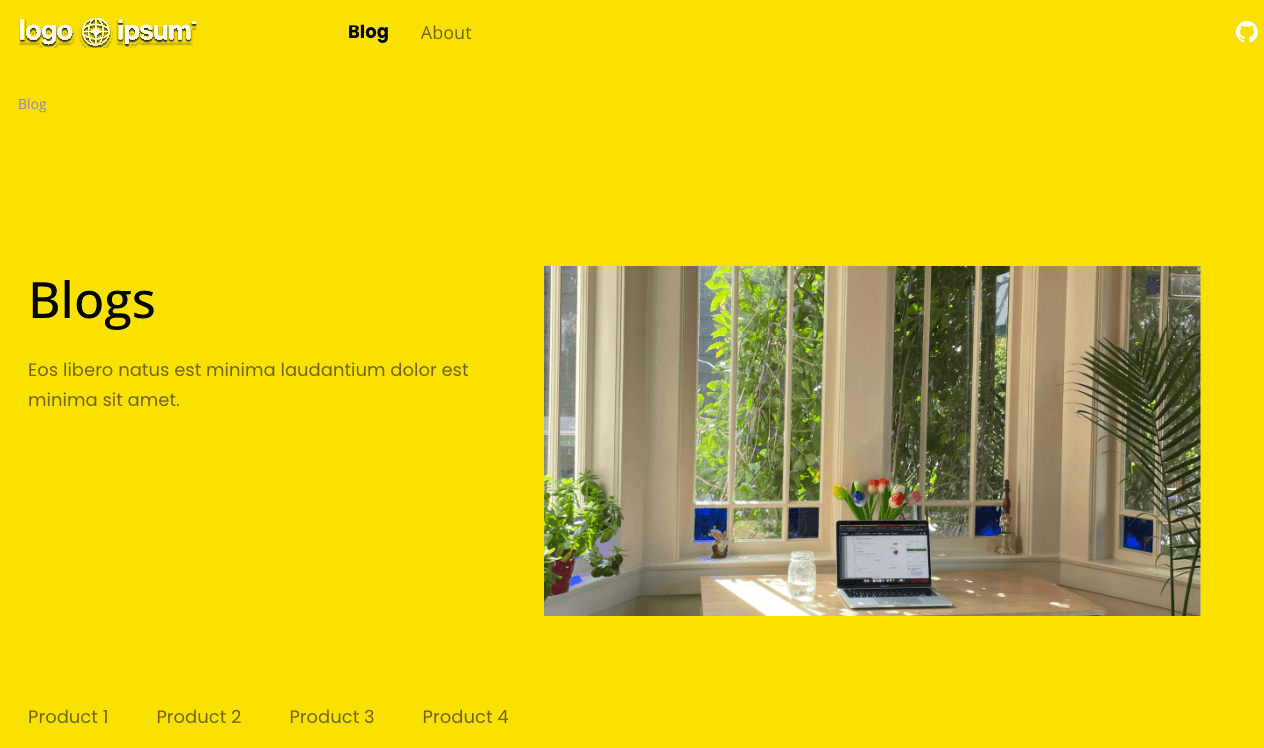 logo ipsum
Blog
About
Blog
Blogs
Eos libero natus est minima laudantium dolor est
minima sit amet.
Product 1
Product 2
Product 3
Product 4